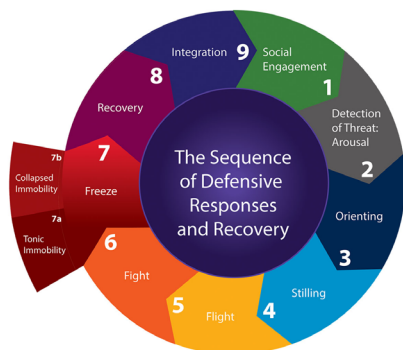 The Sequence
of Defensive
Responses
and Recovery
Social
Engagement
1
Detection
of Threat:
Arousal
2
Orienting
3
Stilling
4
Flight
5
Fight
6
Freeze
7
7a
Tonic
Immobility
7b
Collapsed
Immobility
Recovery
8
Integration
9